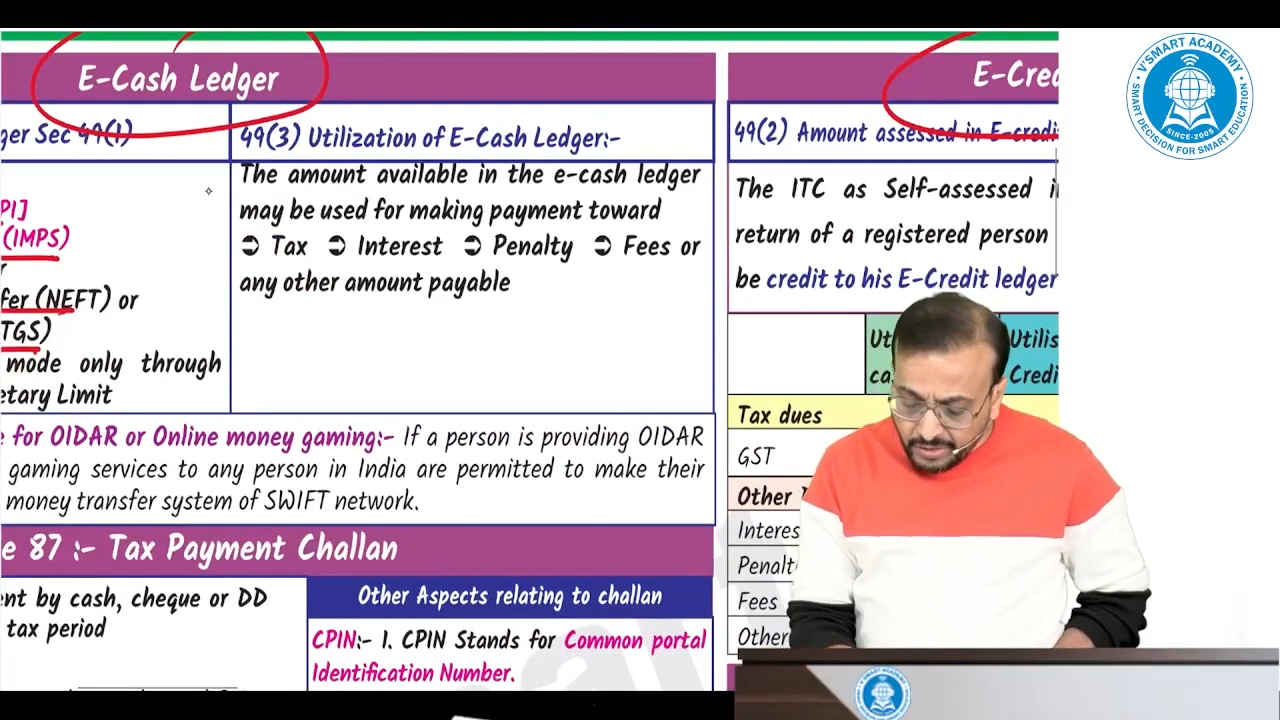 E-Cash Ledger
ger Sec 49(1)
PI]
(IMPS)
fer (NEFT) or
TGS)
mode only through
etary Limit
49(3) Utilization of E-Cash Ledger:-
The amount available in the e-cash ledger
may be used for making payment toward
➲ Tax ➲ Interest ➲ Penalty ➲ Fees or
any other amount payable
e for OIDAR or Online money gaming:- If a person is providing OIDAR
gaming services to any person in India are permitted to make their
money transfer system of SWIFT network.
e 87 :- Tax Payment Challan
ent by cash, cheque or DD
tax period
Other Aspects relating to challan
CPIN:- 1. CPIN Stands for Common portal
Identification Number.
E-Cred
49(2) Amount assessed in E-credi
The ITC as Self-assessed i
return of a registered person
be credit to his E-Credit ledger
Ut
ca
Utilis
Credi
Tax dues
GST
Other
Interes
Penalt
Fees
Other
V'SMART ACADEMY
SINCE-2005
SMART DECISION FOR SMART EDUCATION